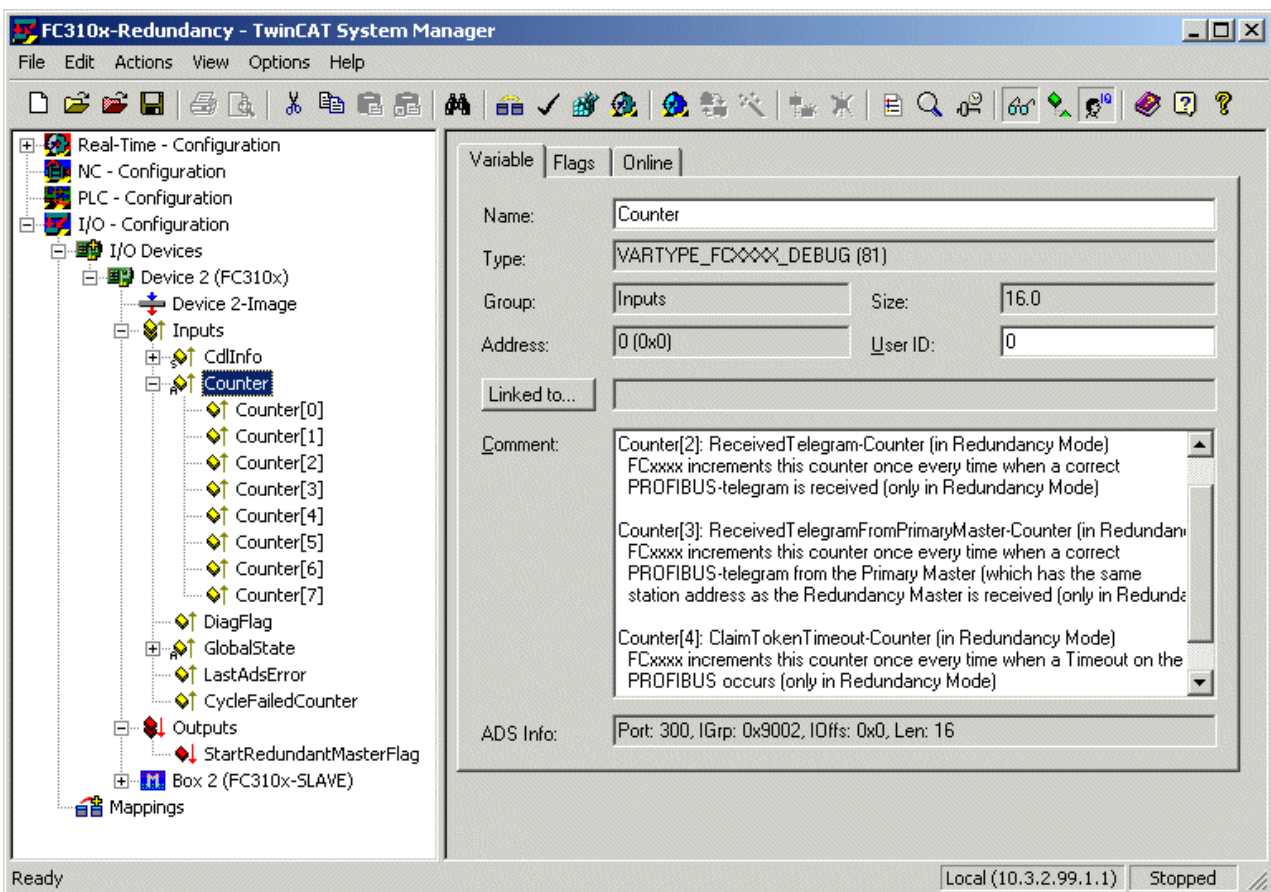 FC310x-Redundancy - TwinCAT System Manager
File Edit Actions View Options Help
Real-Time - Configuration
NC - Configuration
PLC - Configuration
I/O - Configuration
I/O Devices
Device 2 (FC310x)
Device 2-Image
Inputs
CdlInfo
Counter
Counter[0]
Counter[1]
Counter[2]
Counter[3]
Counter[4]
Counter[5]
Counter[6]
Counter[7]
DiagFlag
GlobalState
LastAdsError
CycleFailedCounter
Outputs
StartRedundantMasterFlag
Box 2 (FC310x-SLAVE)
Mappings
Variable Flags Online
Name: Counter
Type: VARTYPE_FCXXXX_DEBUG (81)
Group: Inputs Size: 16.0
Address: 0 (0x0) User ID: 0
Linked to...
Comment:
Counter[2]: ReceivedTelegram-Counter (in Redundancy Mode)
FCxxxx increments this counter once every time when a correct
PROFIBUS-telegram is received (only in Redundancy Mode)
Counter[3]: ReceivedTelegramFromPrimaryMaster-Counter (in Redundan
FCxxxx increments this counter once every time when a correct
PROFIBUS-telegram from the Primary Master (which has the same
station address as the Redundancy Master is received (only in Redunda
Counter[4]: ClaimTokenTimeout-Counter (in Redundancy Mode)
FCxxxx increments this counter once every time when a Timeout on the
PROFIBUS occurs (only in Redundancy Mode)
ADS Info: Port: 300, IGrp: 0x9002, IOffs: 0x0, Len: 16
Ready Local (10.3.2.99.1.1) Stopped